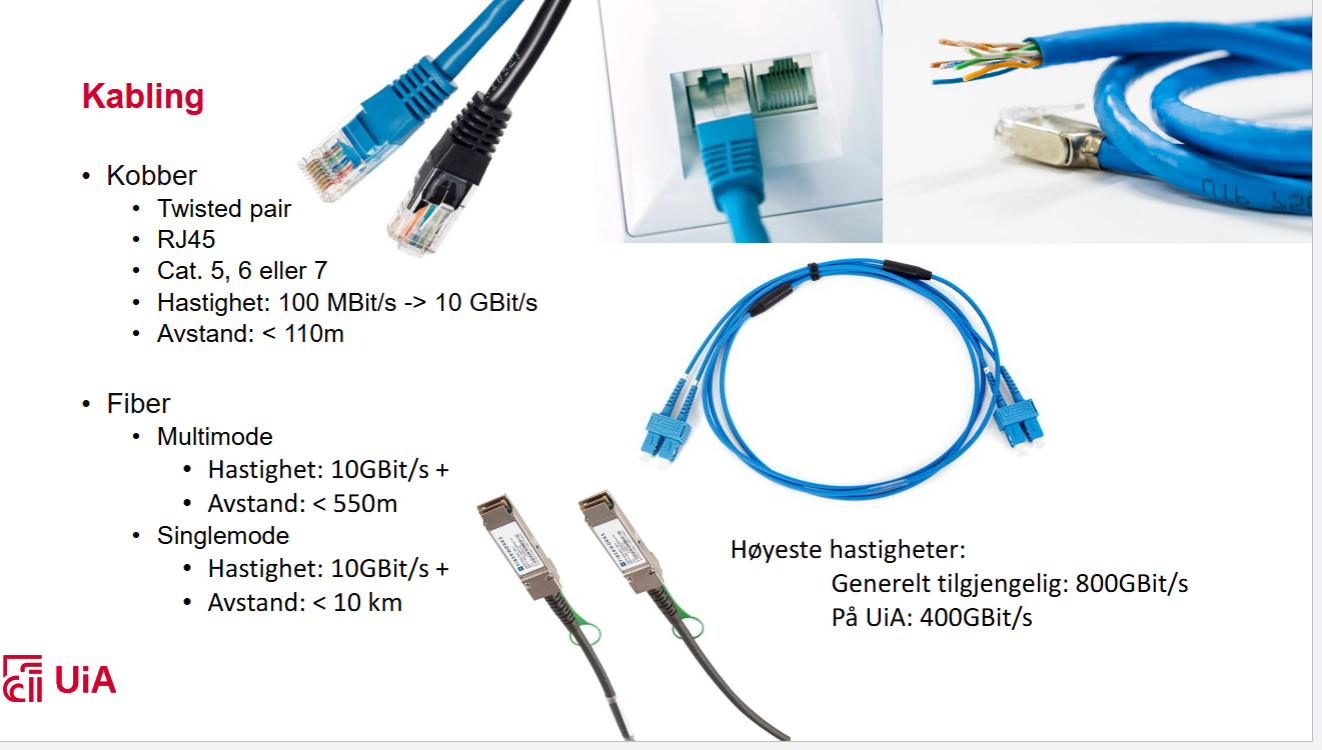 Kabling
• Kobber
• Twisted pair
• RJ45
• Cat. 5, 6 eller 7
• Hastighet: 100 MBit/s -> 10 GBit/s
• Avstand: < 110m
• Fiber
• Multimode
• Hastighet: 10GBit/s +
• Avstand: < 550m
• Singlemode
• Hastighet: 10GBit/s +
• Avstand: < 10 km
Høyeste hastigheter:
Generelt tilgjengelig: 800GBit/s
På UiA: 400GBit/s
UiA